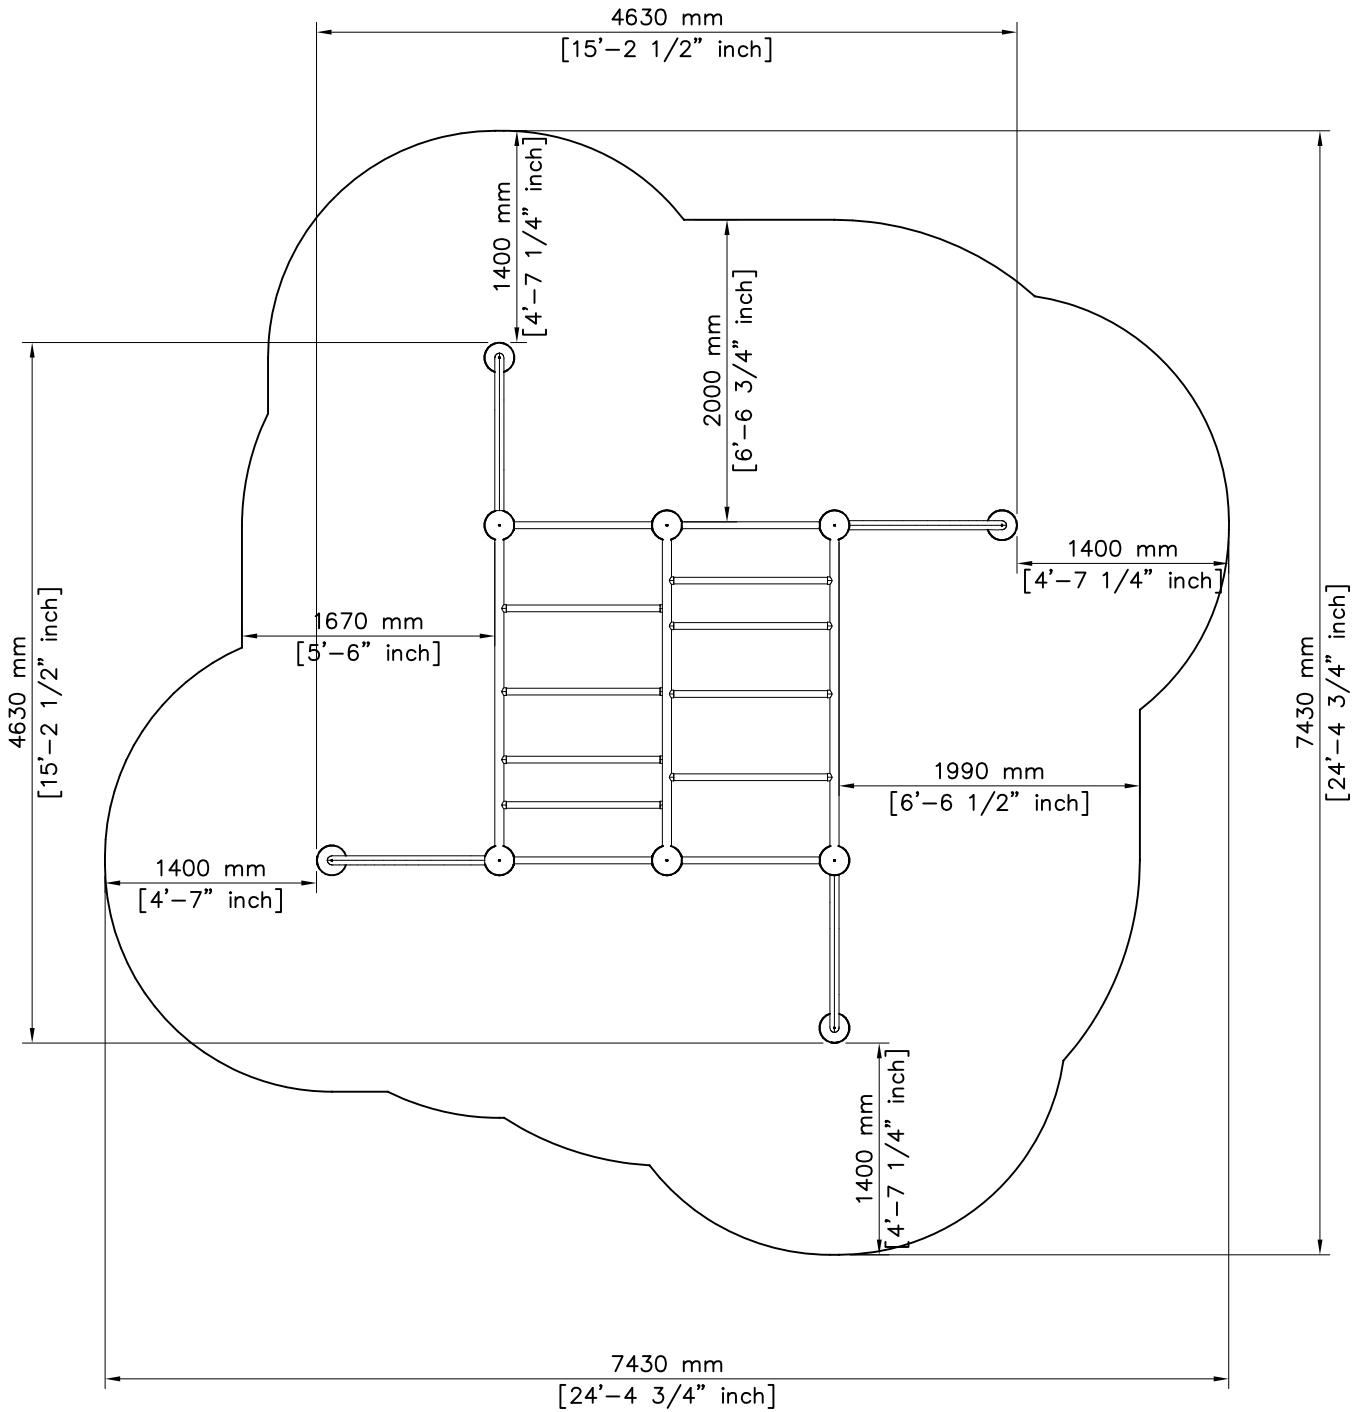 4630 mm
[15'-2 1/2" inch]
1400 mm
[4'-7 1/4" inch]
2000 mm
[6'-6 3/4" inch]
1400 mm
[4'-7 1/4" inch]
1670 mm
[5'-6" inch]
4630 mm
[15'-2 1/2" inch]
7430 mm
[24'-4 3/4" inch]
1990 mm
[6'-6 1/2" inch]
1400 mm
[4'-7" inch]
1400 mm
[4'-7 1/4" inch]
7430 mm
[24'-4 3/4" inch]